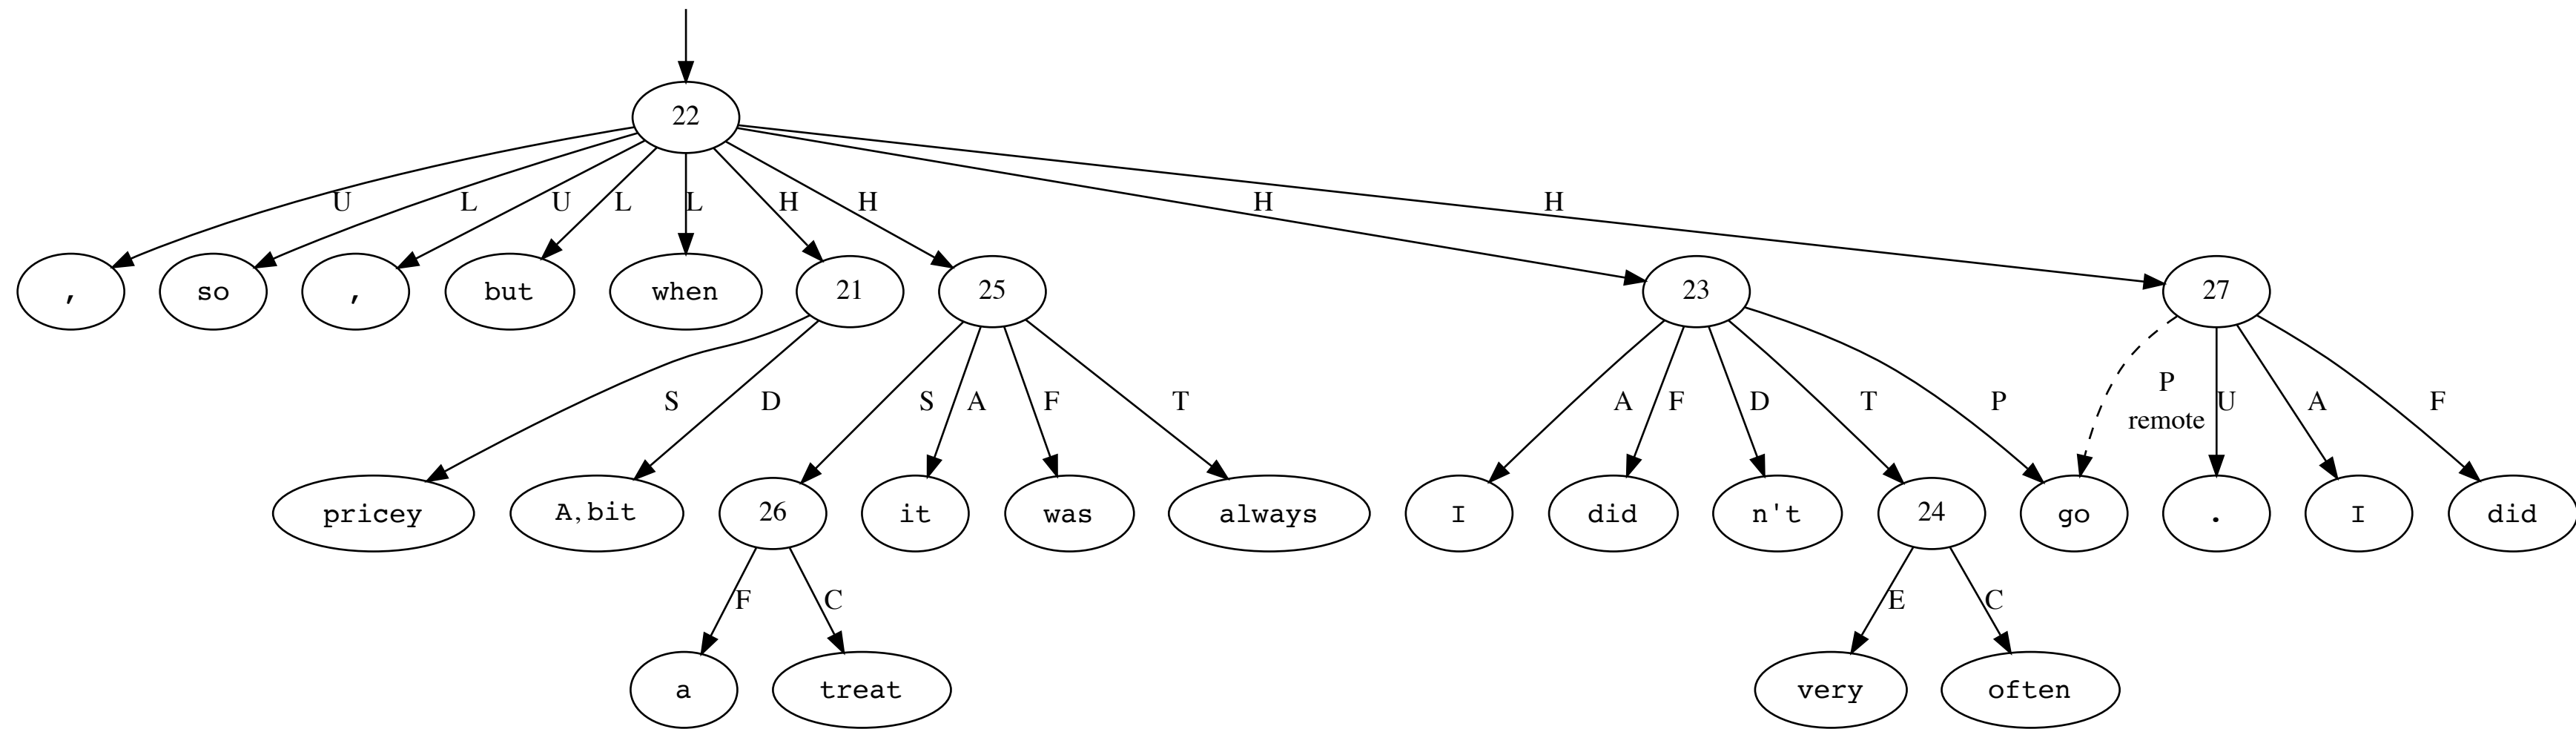 22
U L U L L H H H H
, so , but when 21 25 23 27
S D S A F T A F D T P P remote U A F
pricey A,bit 26 it was always I did n't 24 go . I did
F C E C
a treat very often